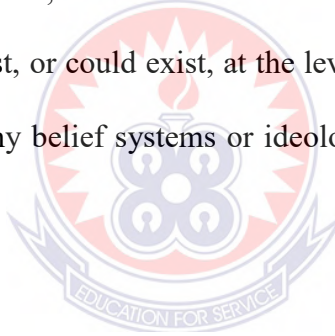 st, or could exist, at the lev
ny belief systems or ideolo
EDUCATION FOR SERVICE